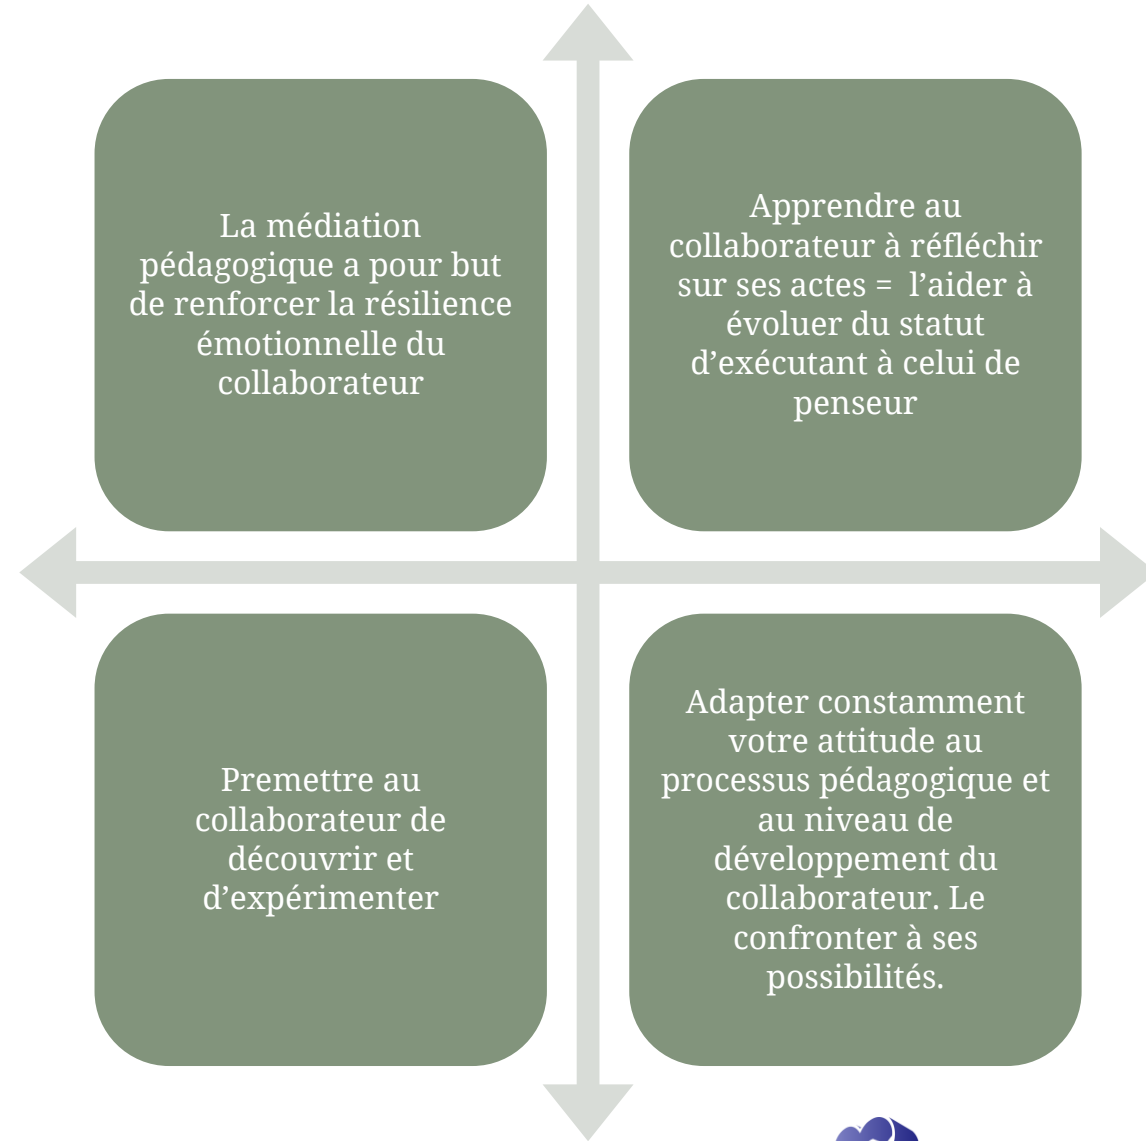 La médiation
pédagogique a pour but
de renforcer la résilience
émotionnelle du
collaborateur
Apprendre au
collaborateur à réfléchir
sur ses actes =  l’aider à
évoluer du statut
d’exécutant à celui de
penseur
Premettre au
collaborateur de
découvrir et
d’expérimenter
Adapter constamment
votre attitude au
processus pédagogique et
au niveau de
développement du
collaborateur. Le
confronter à ses
possibilités.